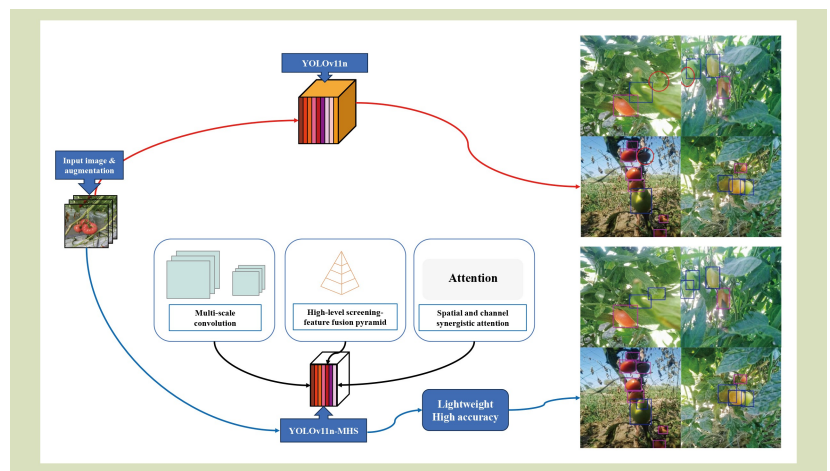 YOLOv11n
Input image &
augmentation
Multi-scale
convolution
High-level screening-
feature fusion pyramid
Attention
Spatial and channel
synergistic attention
YOLOv11n-MHS
Lightweight
High accuracy